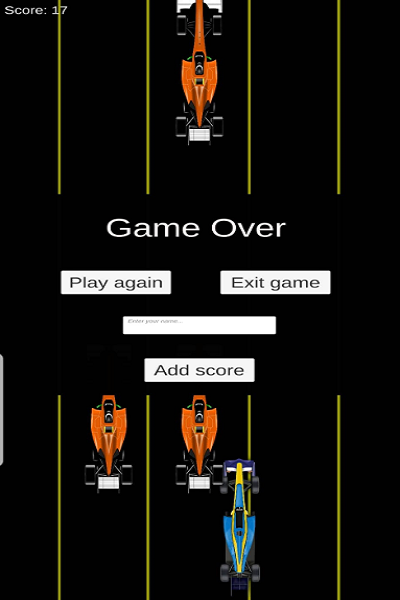 Score: 17
Game Over
Play again
Exit game
Enter your name...
Add score